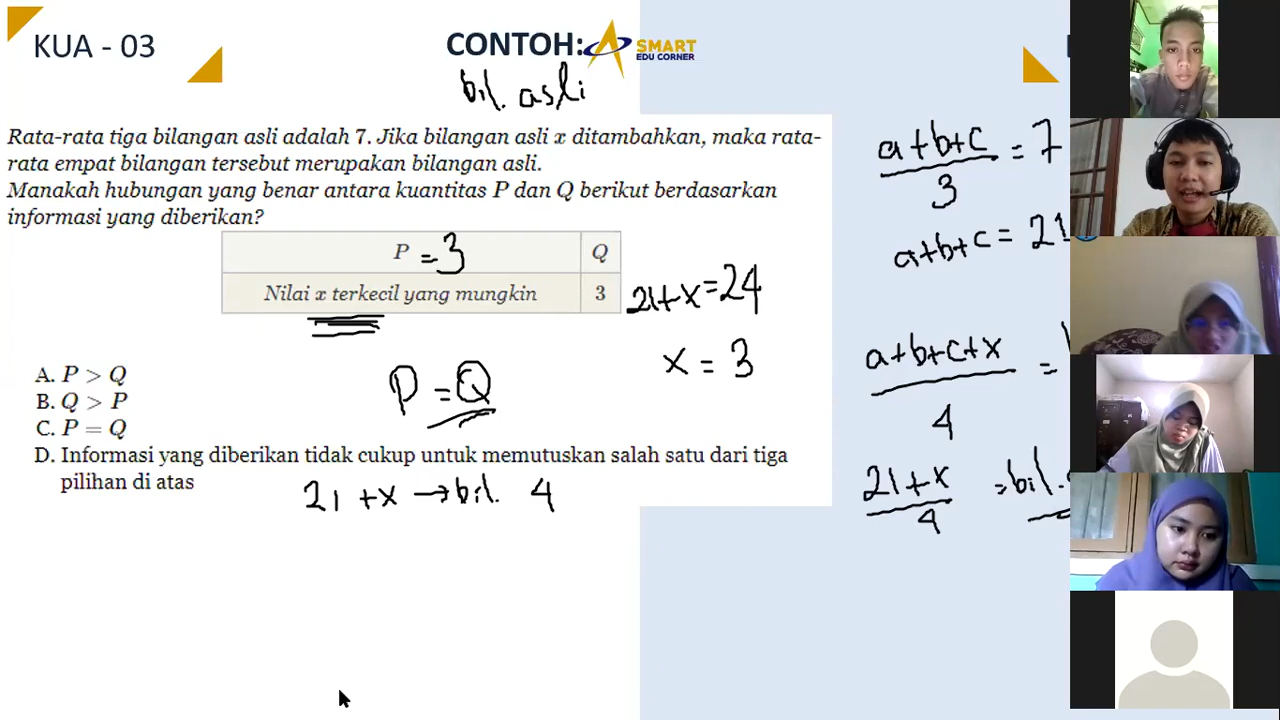 KUA - 03
CONTOH:
SMART
EDU CORNER
bil. asli
Rata-rata tiga bilangan asli adalah 7. Jika bilangan asli x ditambahkan, maka rata-
rata empat bilangan tersebut merupakan bilangan asli.
Manakah hubungan yang benar antara kuantitas P dan Q berikut berdasarkan
informasi yang diberikan?
P = 3 Q
Nilai x terkecil yang mungkin 3
21+x=24
x = 3
P = Q
A. P > Q
B. Q > P
C. P = Q
D. Informasi yang diberikan tidak cukup untuk memutuskan salah satu dari tiga
pilihan di atas
21 +x →bil. 4
a+b+c = 7
3
a+b+c = 21
a+b+c+x =
4
21+x = bil.
4